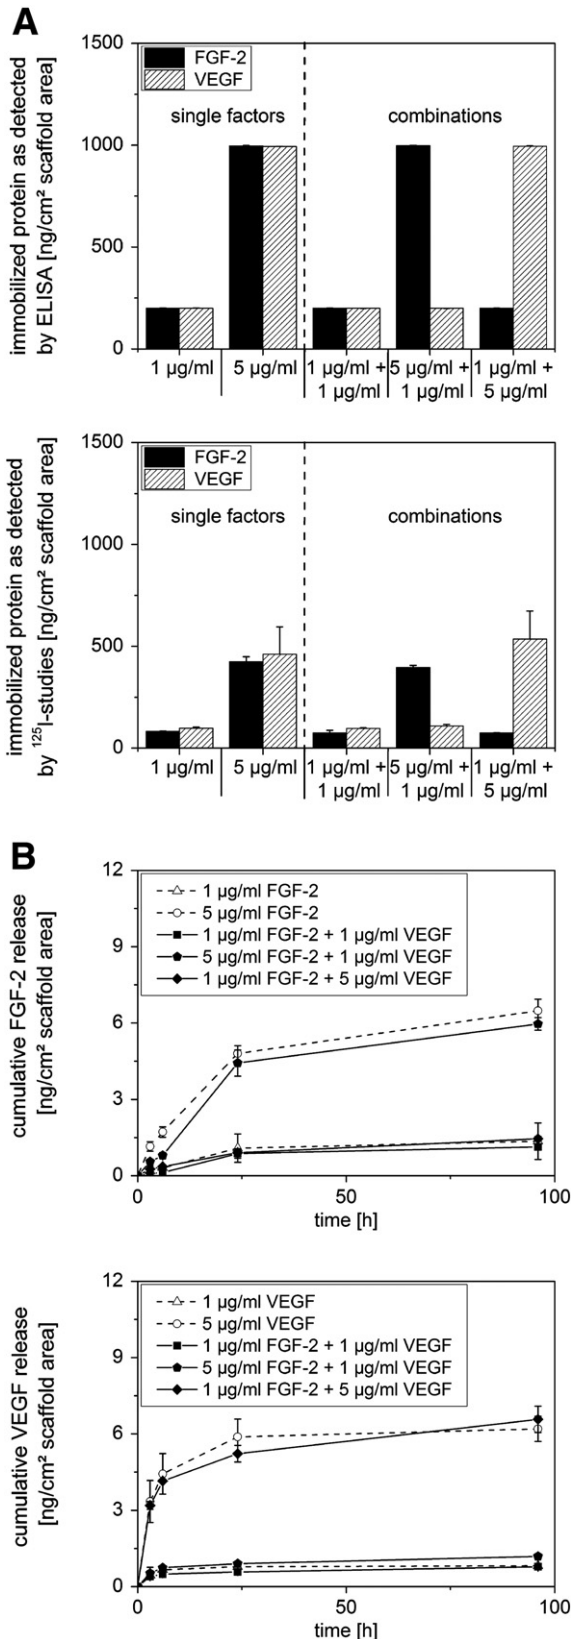 A
immobilized protein as detected
by ELISA [ng/cm² scaffold area]
1500
1000
500
0
FGF-2
VEGF
single factors
combinations
1 µg/ml
5 µg/ml
1 µg/ml +
1 µg/ml
5 µg/ml +
1 µg/ml
1 µg/ml +
5 µg/ml
immobilized protein as detected
by ¹²⁵I-studies [ng/cm² scaffold area]
1500
1000
500
0
FGF-2
VEGF
single factors
combinations
1 µg/ml
5 µg/ml
1 µg/ml +
1 µg/ml
5 µg/ml +
1 µg/ml
1 µg/ml +
5 µg/ml
B
cumulative FGF-2 release
[ng/cm² scaffold area]
12
9
6
3
0
1 µg/ml FGF-2
5 µg/ml FGF-2
1 µg/ml FGF-2 + 1 µg/ml VEGF
5 µg/ml FGF-2 + 1 µg/ml VEGF
1 µg/ml FGF-2 + 5 µg/ml VEGF
0
50
100
time [h]
cumulative VEGF release
[ng/cm² scaffold area]
12
9
6
3
0
1 µg/ml VEGF
5 µg/ml VEGF
1 µg/ml FGF-2 + 1 µg/ml VEGF
5 µg/ml FGF-2 + 1 µg/ml VEGF
1 µg/ml FGF-2 + 5 µg/ml VEGF
0
50
100
time [h]